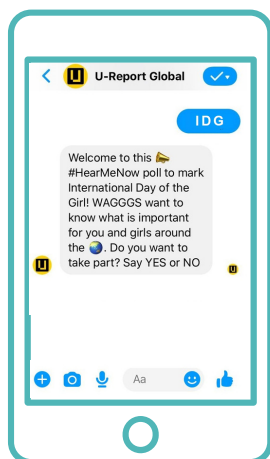 U U-Report Global
IDG
Welcome to this 📣
#HearMeNow poll to mark
International Day of the
Girl! WAGGGS want to
know what is important
for you and girls around
the 🌏. Do you want to
take part? Say YES or NO
U
U
Aa